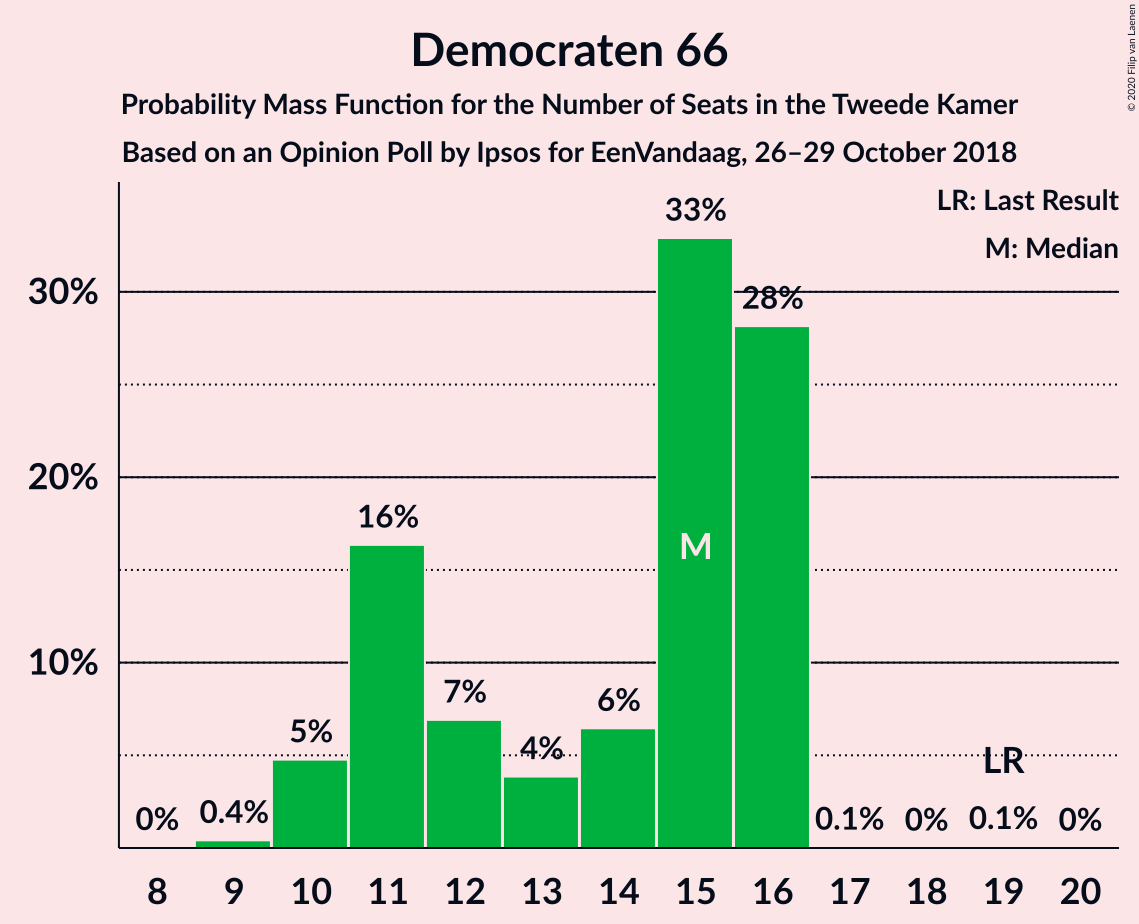 Democraten 66
Probability Mass Function for the Number of Seats in the Tweede Kamer
Based on an Opinion Poll by Ipsos for EenVandaag, 26–29 October 2018
© 2020 Filip van Laenen
LR: Last Result
M: Median
30%
20%
10%
0%
0.4%
5%
16%
7%
4%
6%
33%
M
28%
0.1%
0%
LR
0.1%
0%
8 9 10 11 12 13 14 15 16 17 18 19 20